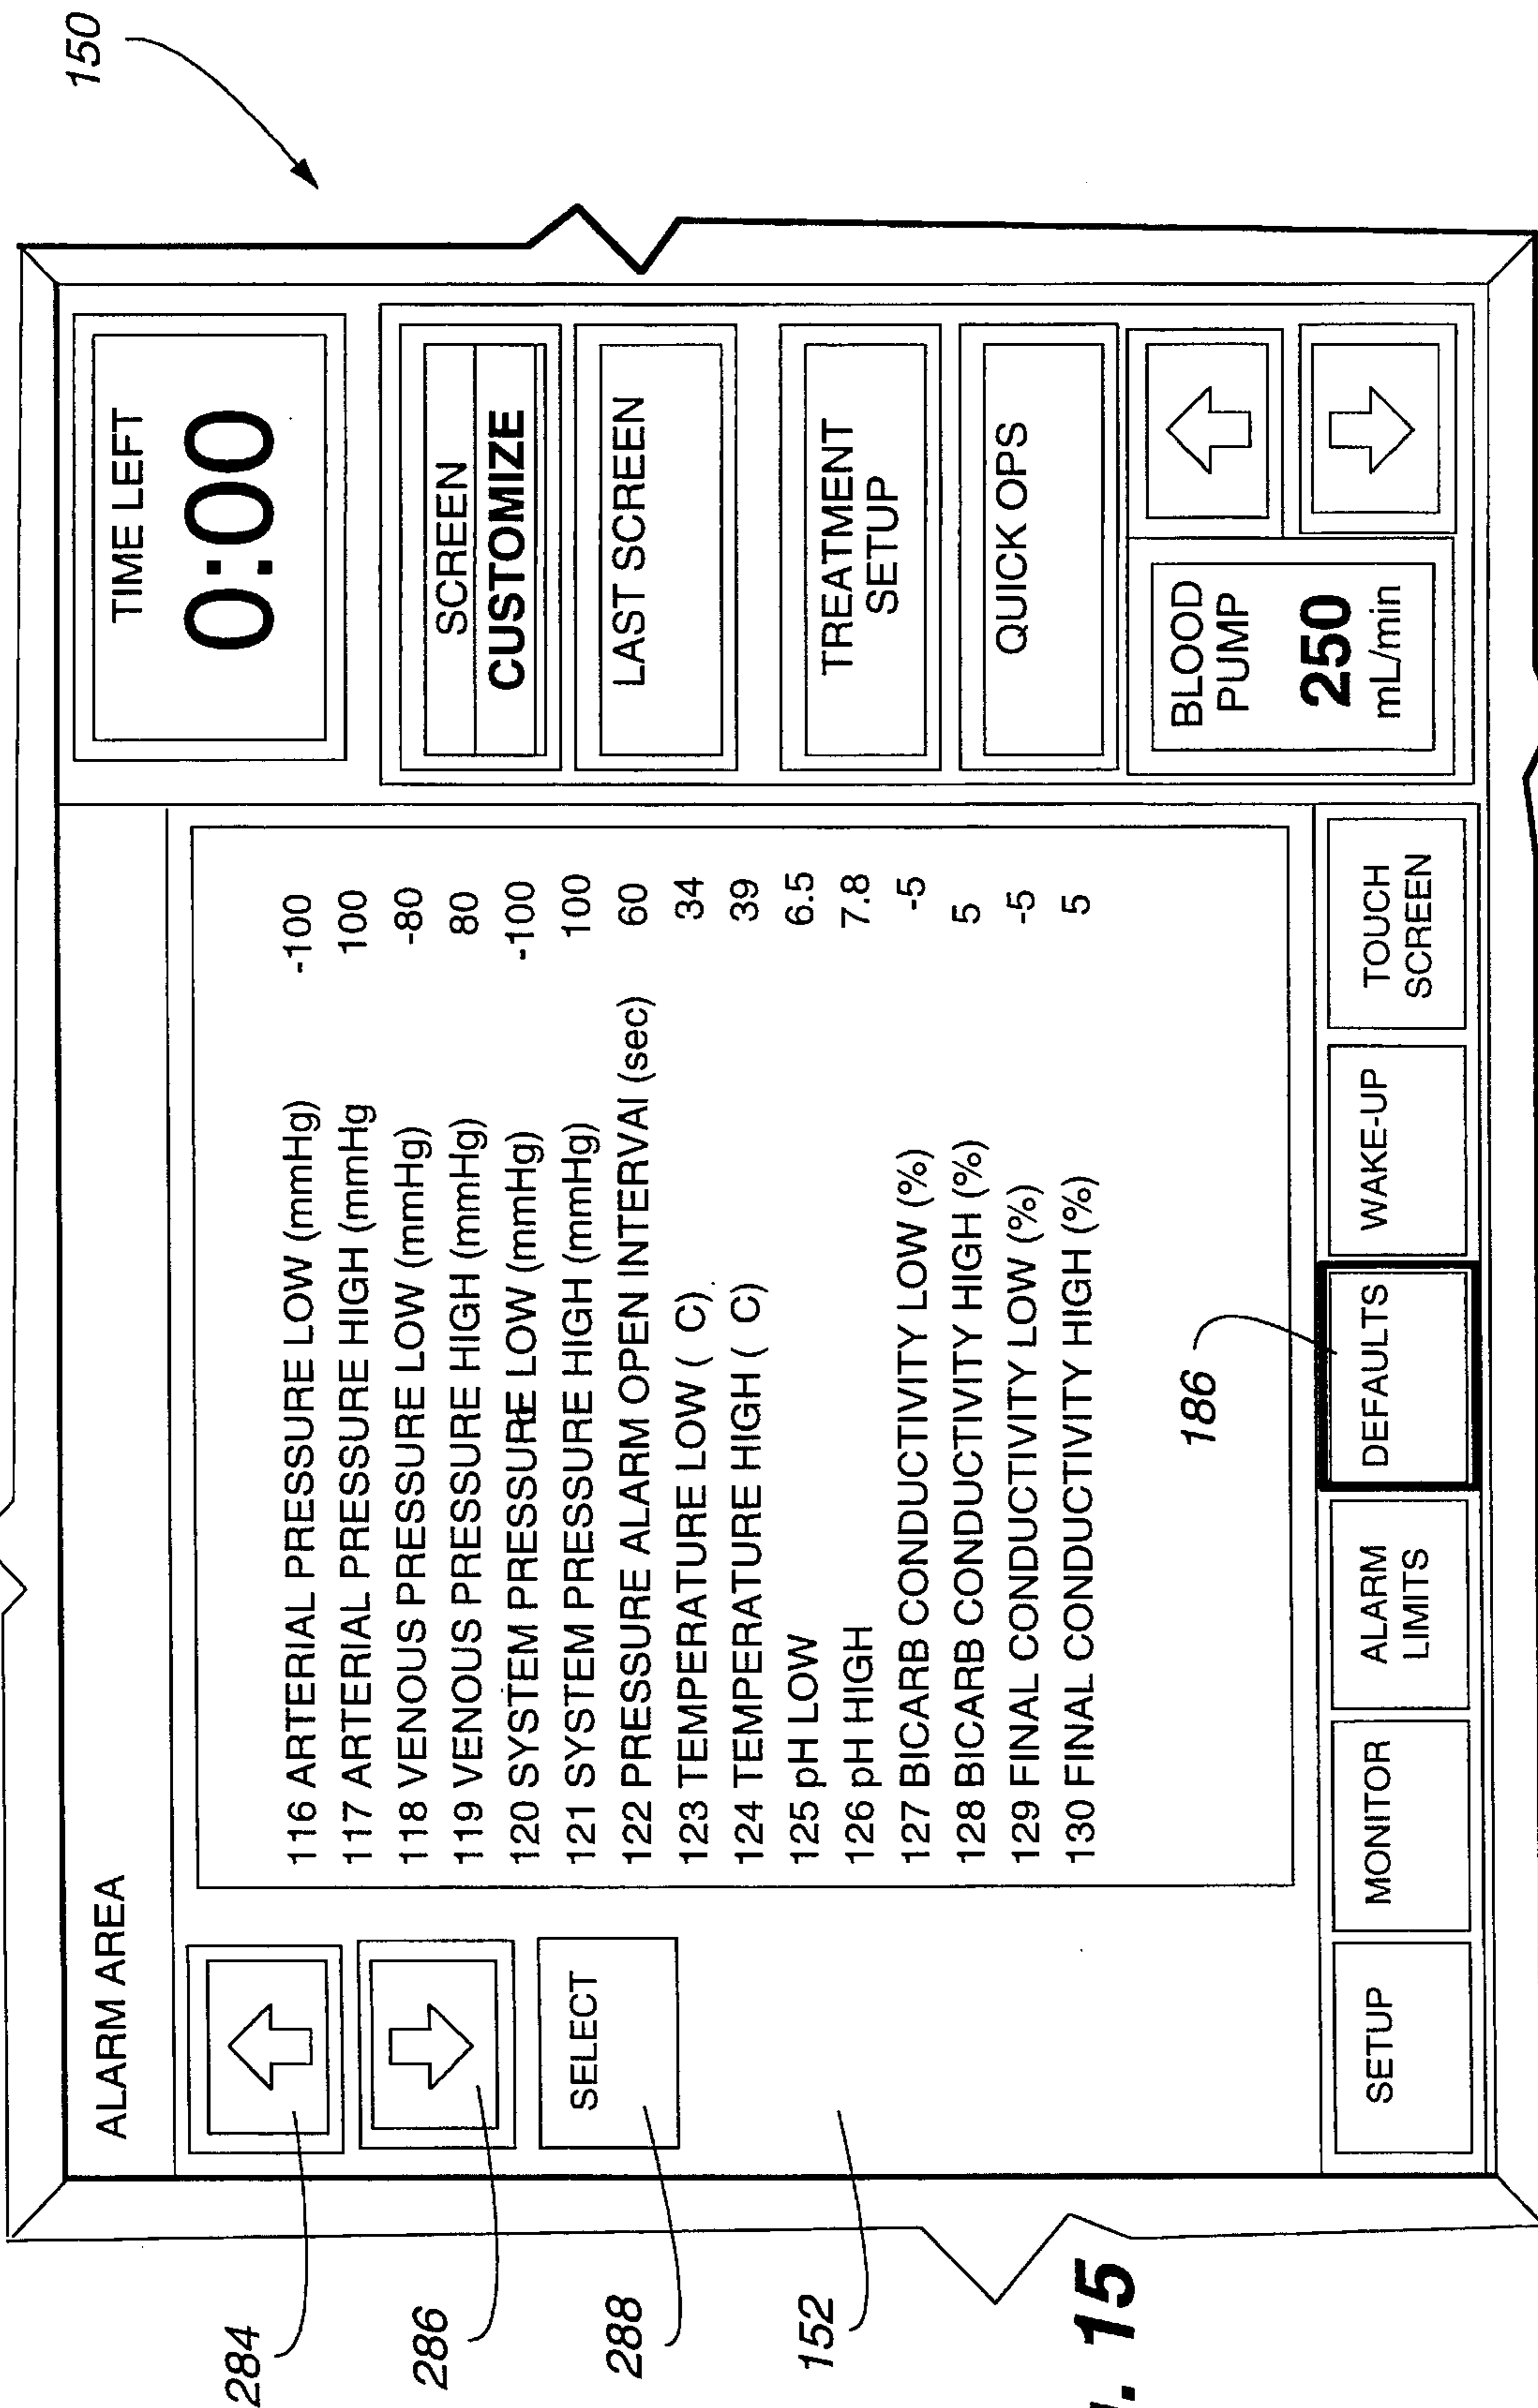 150
ALARM AREA
TIME LEFT
0:00
284
286
SELECT
288
152
116 ARTERIAL PRESSURE LOW (mmHg) -100
117 ARTERIAL PRESSURE HIGH (mmHg 100
118 VENOUS PRESSURE LOW (mmHg) -80
119 VENOUS PRESSURE HIGH (mmHg) 80
120 SYSTEM PRESSURE LOW (mmHg) -100
121 SYSTEM PRESSURE HIGH (mmHg) 100
122 PRESSURE ALARM OPEN INTERVAl (sec) 60
123 TEMPERATURE LOW ( C) 34
124 TEMPERATURE HIGH ( C) 39
125 pH LOW 6.5
126 pH HIGH 7.8
127 BICARB CONDUCTIVITY LOW (%) -5
128 BICARB CONDUCTIVITY HIGH (%) 5
129 FINAL CONDUCTIVITY LOW (%) -5
130 FINAL CONDUCTIVITY HIGH (%) 5
SCREEN
CUSTOMIZE
LAST SCREEN
TREATMENT
SETUP
QUICK OPS
BLOOD
PUMP
250
mL/min
186
SETUP
MONITOR
ALARM
LIMITS
DEFAULTS
WAKE-UP
TOUCH
SCREEN
15